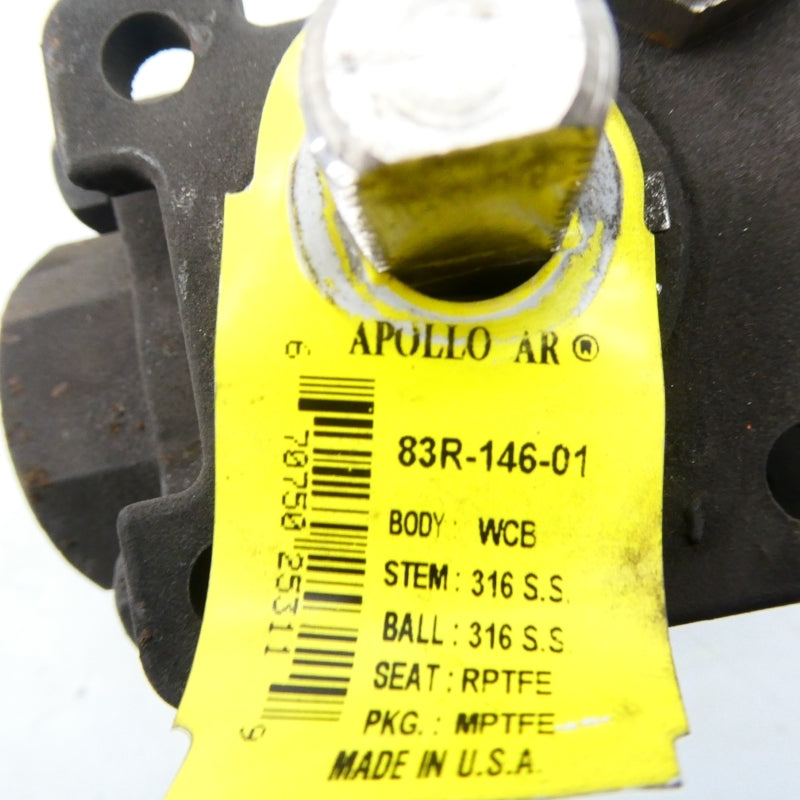 APOLLO AR ®
83R-146-01
BODY: WCB
STEM: 316 S.S.
BALL: 316 S.S.
SEAT: RPTFE
PKG.: MPTFE
MADE IN U.S.A.
6 70750 25311 9